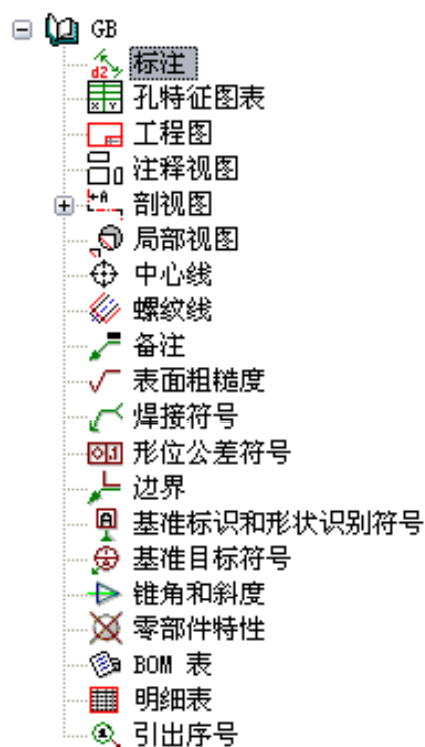 GB
标注
孔特征图表
工程图
注释视图
剖视图
局部视图
中心线
螺纹线
备注
表面粗糙度
焊接符号
形位公差符号
边界
基准标识和形状识别符号
基准目标符号
锥角和斜度
零部件特性
BOM 表
明细表
引出序号